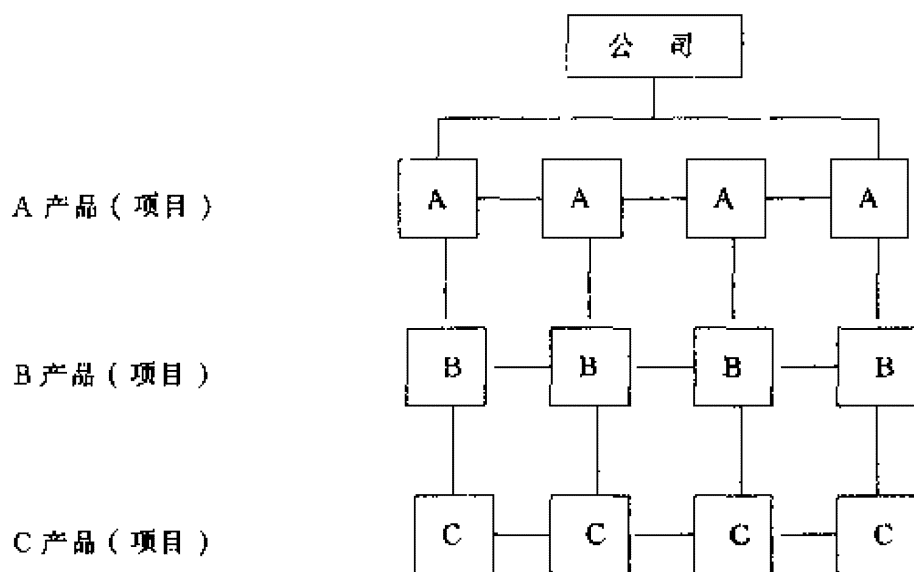 公 司
A 产品 ( 项目 ) A A A A
B 产品 ( 项目 ) B B B B
C 产品 ( 项目 ) C C C C